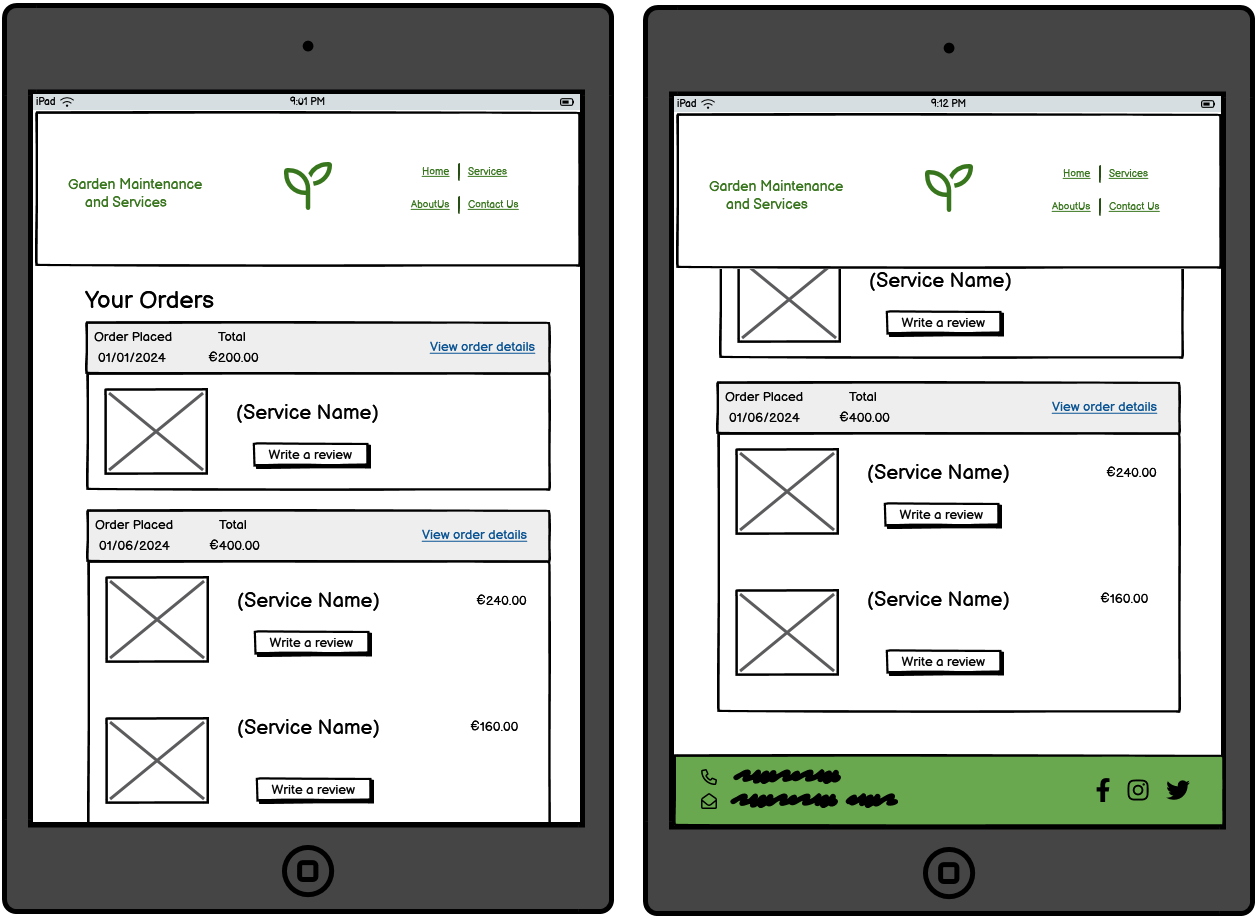 iPad
9:01 PM
Garden Maintenance
and Services
Home
Services
AboutUs
Contact Us
Your Orders
Order Placed
Total
01/01/2024
€200.00
View order details
(Service Name)
Write a review
Order Placed
Total
01/06/2024
€400.00
View order details
(Service Name)
€240.00
Write a review
(Service Name)
€160.00
Write a review
iPad
9:12 PM
Garden Maintenance
and Services
Home
Services
AboutUs
Contact Us
(Service Name)
Write a review
Order Placed
Total
01/06/2024
€400.00
View order details
(Service Name)
€240.00
Write a review
(Service Name)
€160.00
Write a review